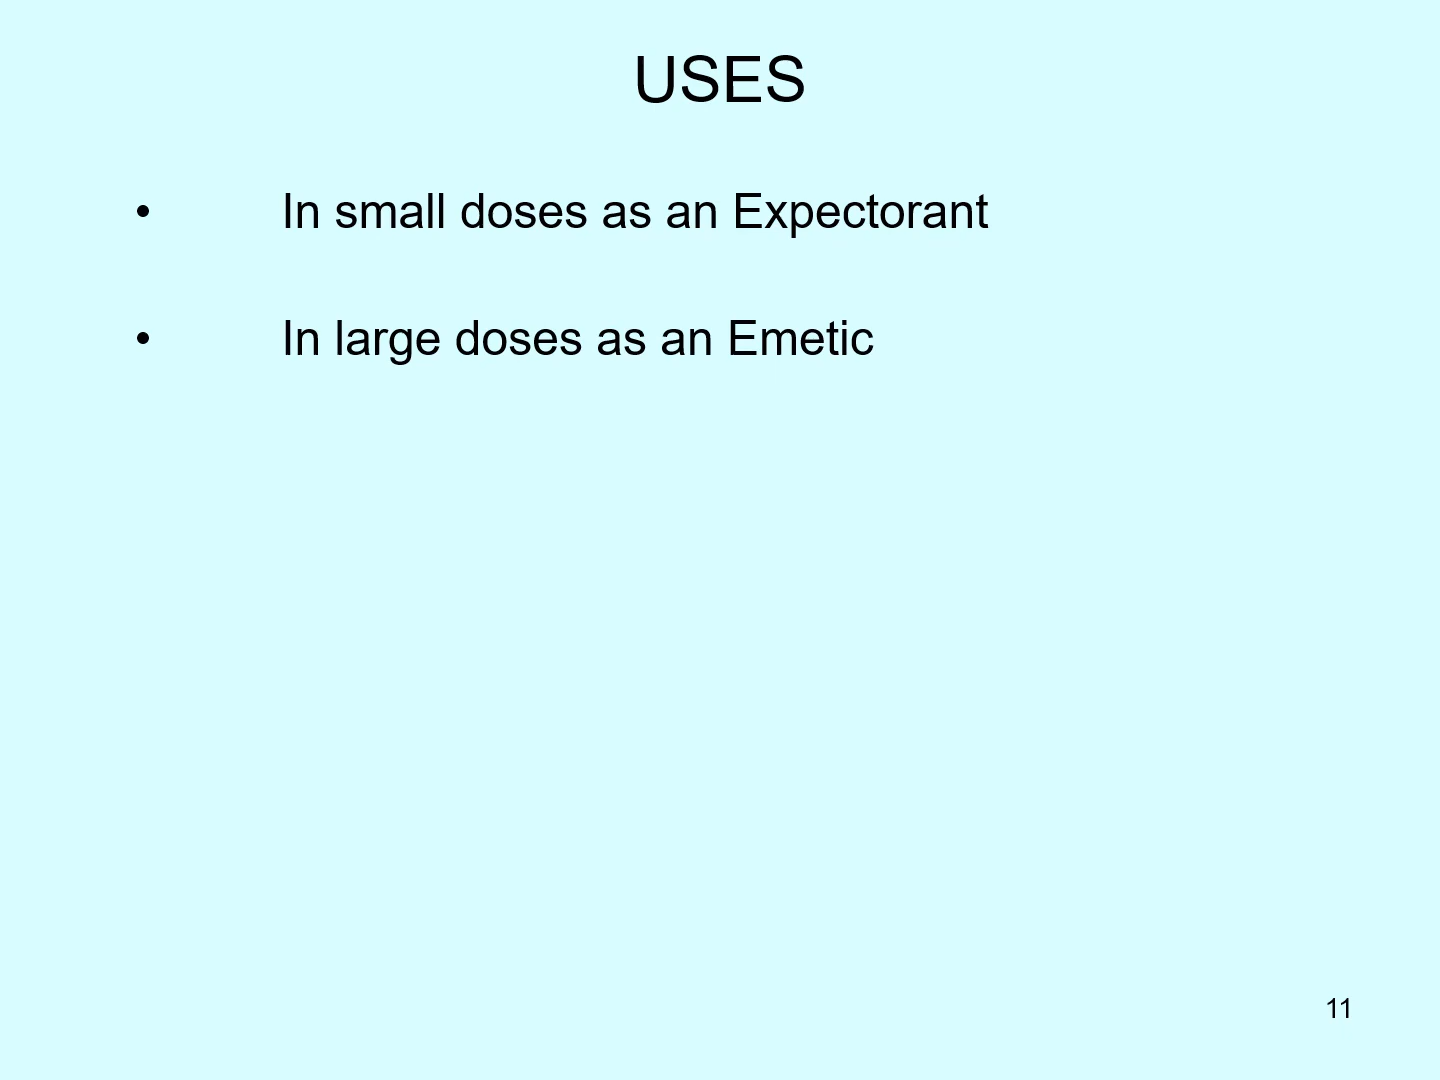 USES
• In small doses as an Expectorant
• In large doses as an Emetic
11